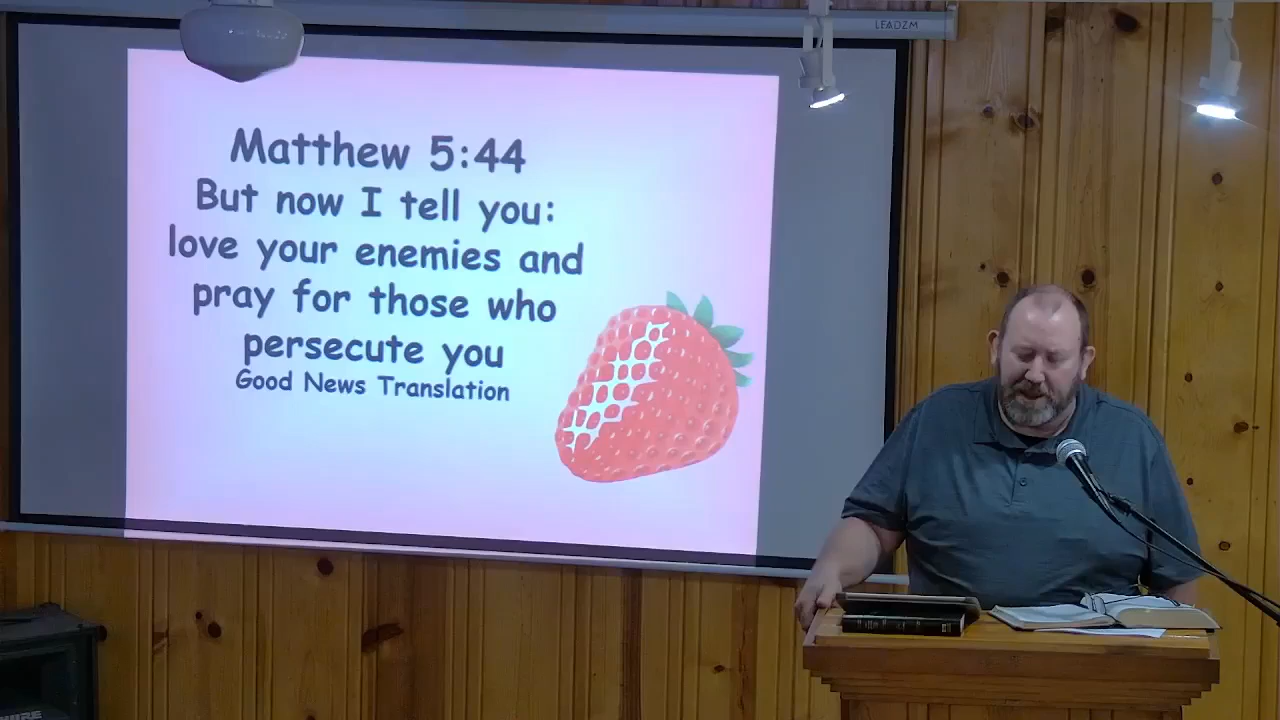 LEADZM
Matthew 5:44
But now I tell you:
love your enemies and
pray for those who
persecute you
Good News Translation